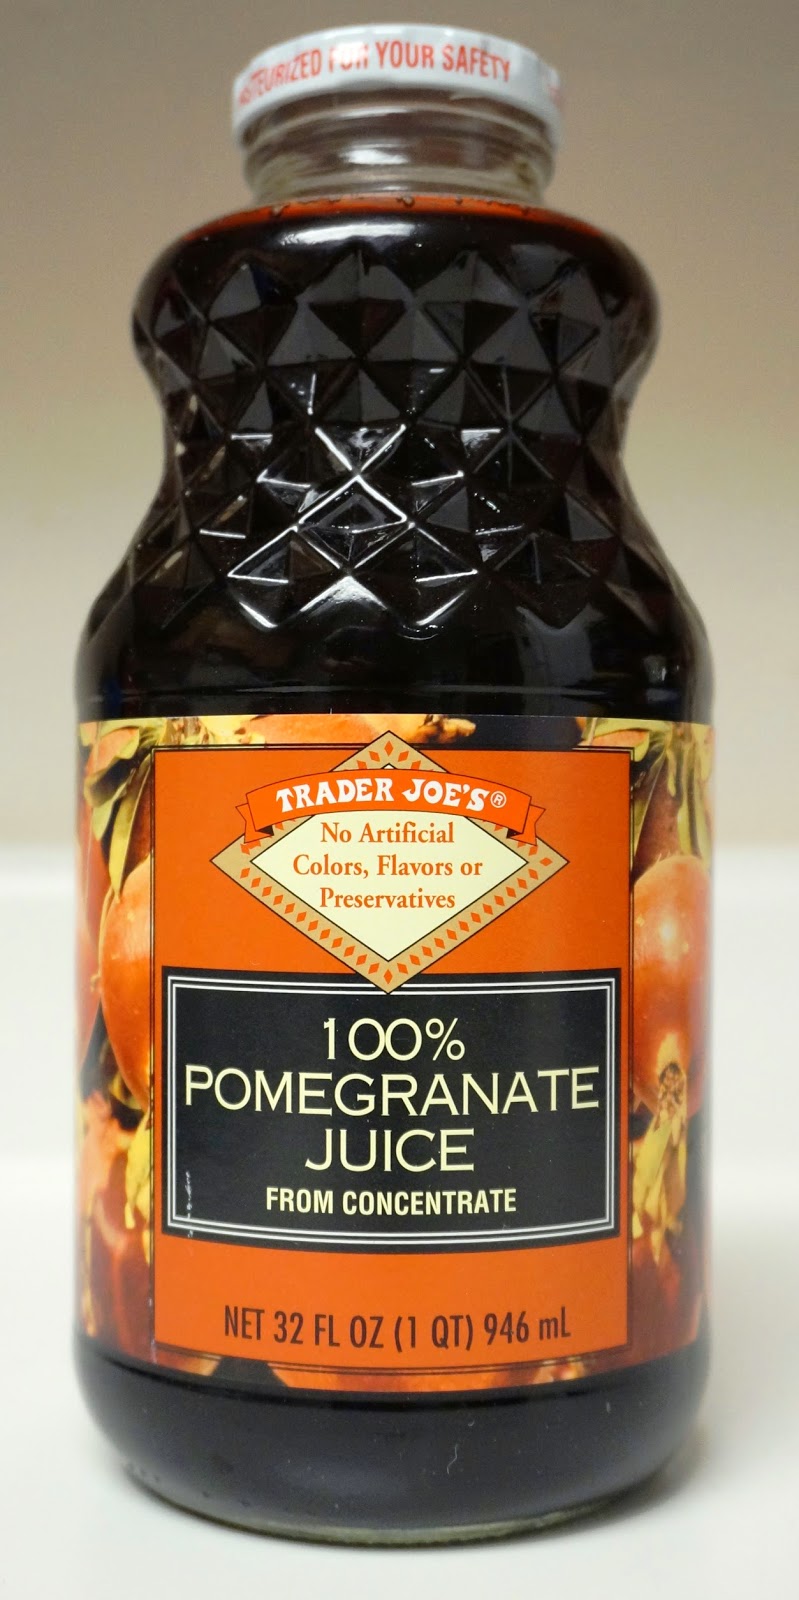 FOR YOUR SAFETY
TRADER JOE'S®
No Artificial
Colors, Flavors or
Preservatives
100%
POMEGRANATE
JUICE
FROM CONCENTRATE
NET 32 FL OZ (1 QT) 946 mL